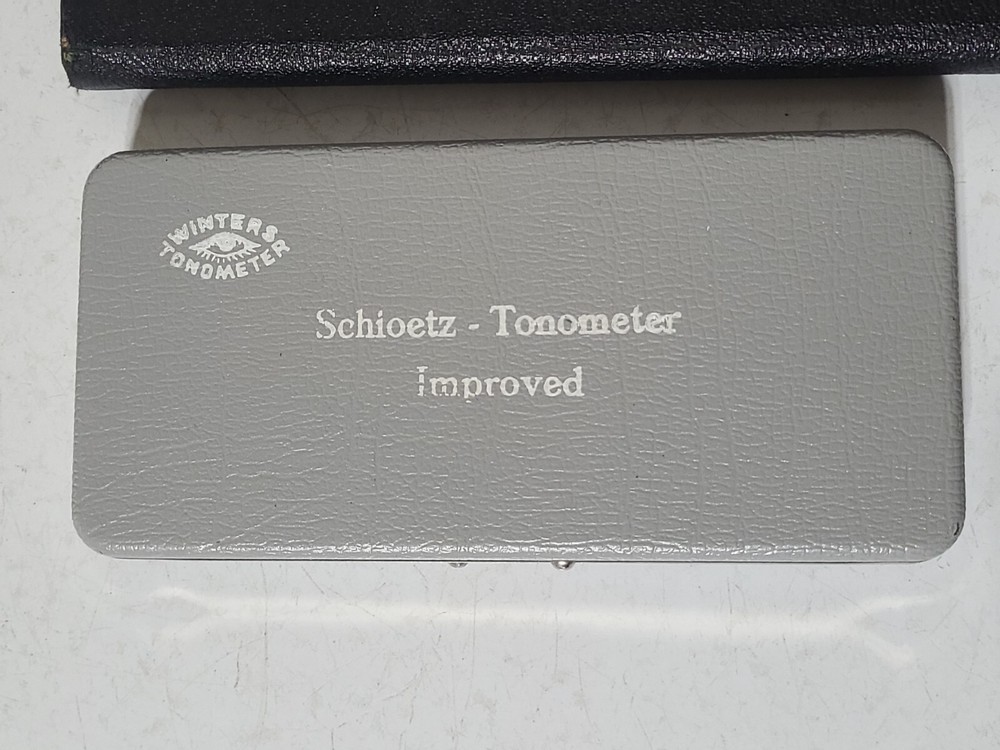 WINTERS
TONOMETER
Schioetz - Tonometer
Improved